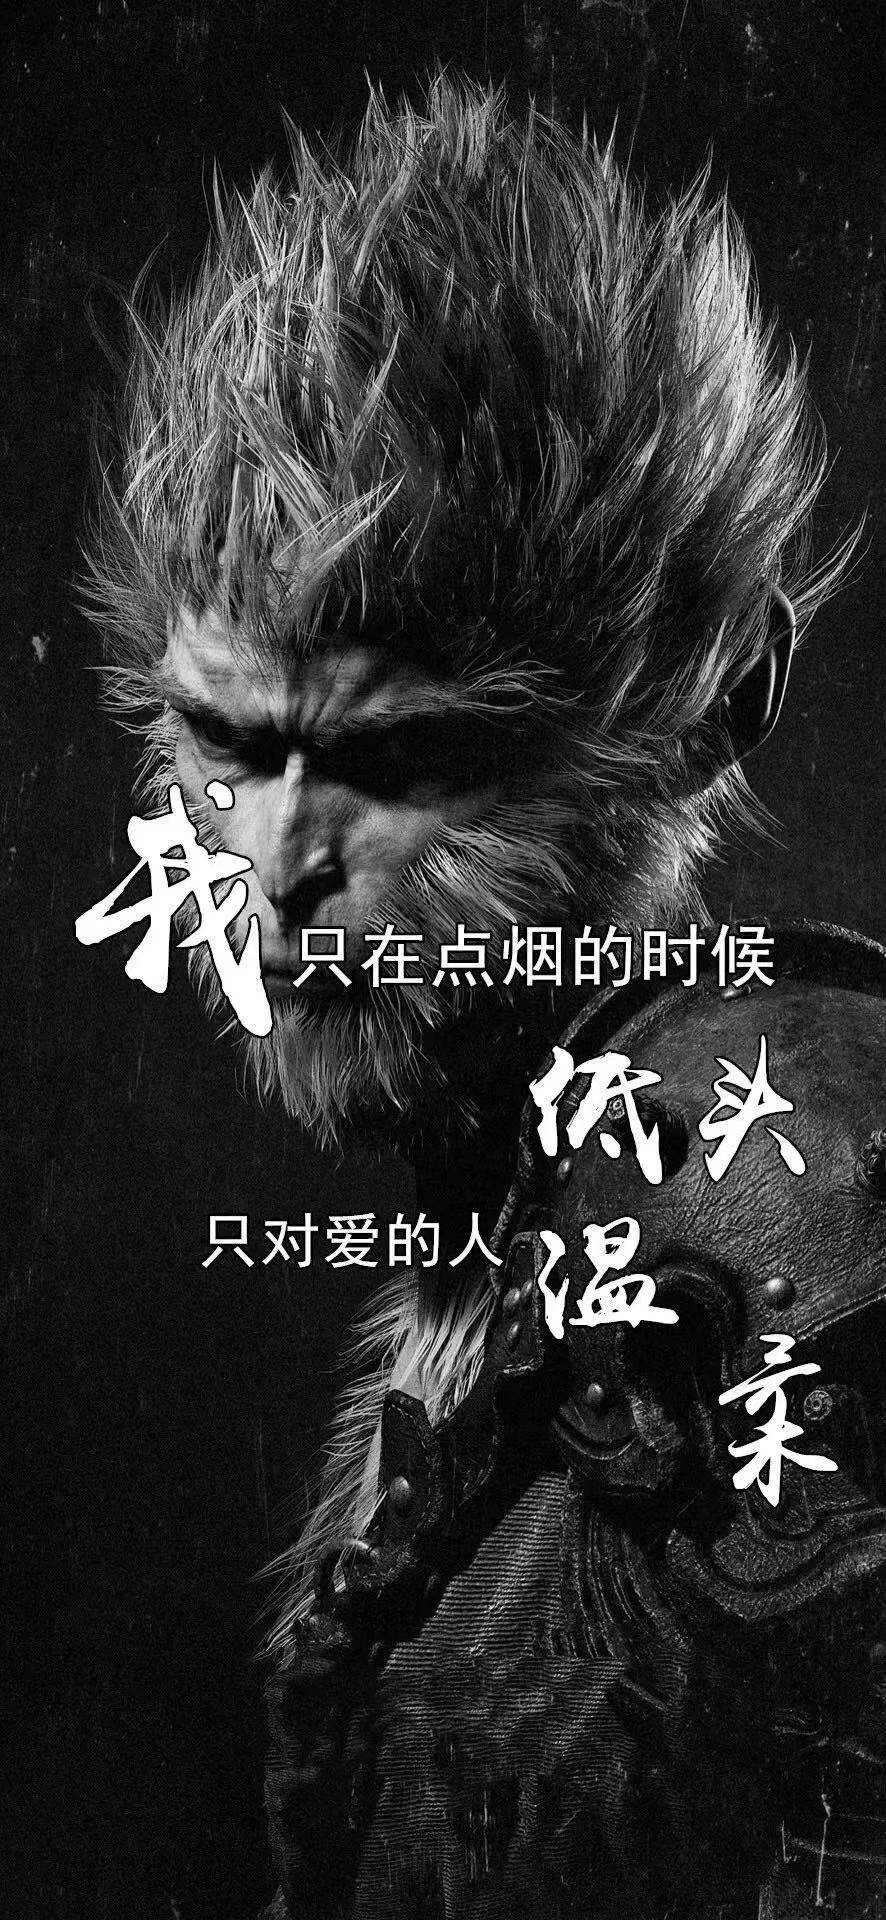 我只在点烟的时候
低头
只对爱的人温
柔